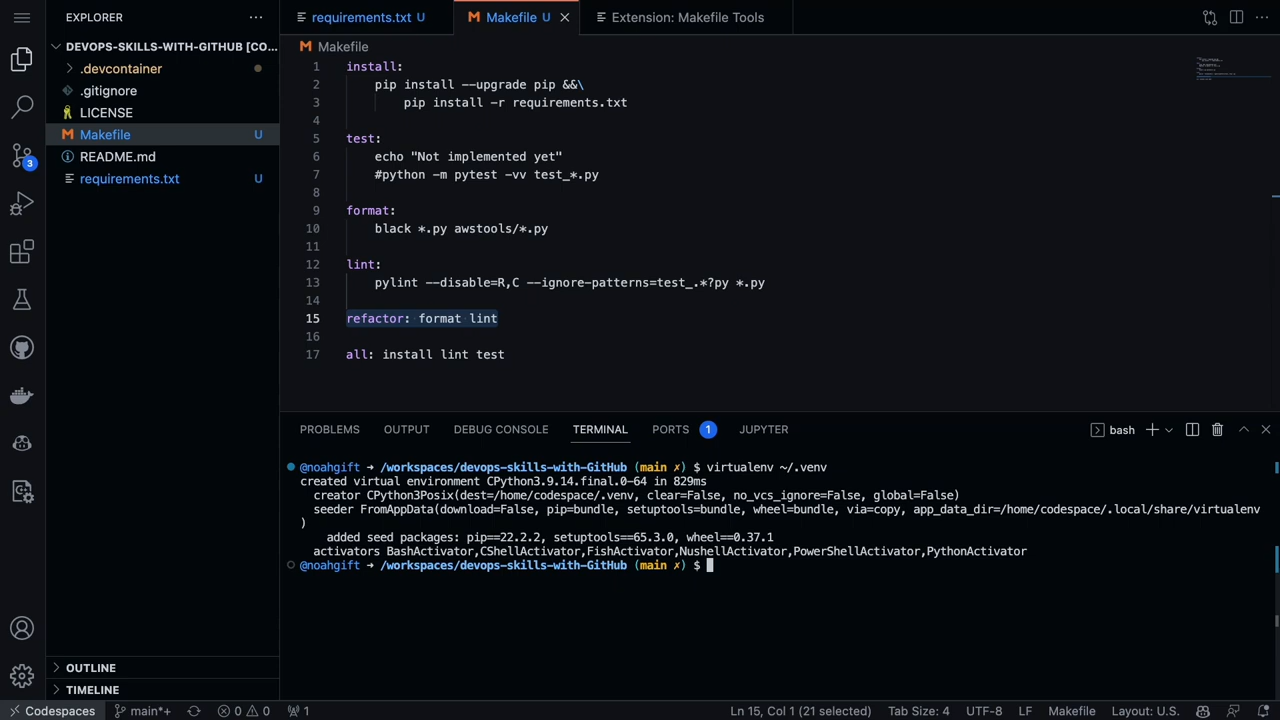 EXPLORER
requirements.txt U
Makefile U
Extension: Makefile Tools
DEVOPS-SKILLS-WITH-GITHUB [CO...
.devcontainer
.gitignore
LICENSE
Makefile U
README.md
requirements.txt U
3
Makefile
1 install:
2 pip install --upgrade pip &&\
3 pip install -r requirements.txt
4
5 test:
6 echo "Not implemented yet"
7 #python -m pytest -vv test_*.py
8
9 format:
10 black *.py awstools/*.py
11
12 lint:
13 pylint --disable=R,C --ignore-patterns=test_.*?py *.py
14
15 refactor: format lint
16
17 all: install lint test
PROBLEMS OUTPUT DEBUG CONSOLE TERMINAL PORTS 1 JUPYTER
bash
@noahgift ➜ /workspaces/devops-skills-with-GitHub (main ✗) $ virtualenv ~/.venv
created virtual environment CPython3.9.14.final.0-64 in 829ms
creator CPython3Posix(dest=/home/codespace/.venv, clear=False, no_vcs_ignore=False, global=False)
seeder FromAppData(download=False, pip=bundle, setuptools=bundle, wheel=bundle, via=copy, app_data_dir=/home/codespace/.local/share/virtualenv
)
added seed packages: pip==22.2.2, setuptools==65.3.0, wheel==0.37.1
activators BashActivator,CShellActivator,FishActivator,NushellActivator,PowerShellActivator,PythonActivator
@noahgift ➜ /workspaces/devops-skills-with-GitHub (main ✗) $
OUTLINE
TIMELINE
Codespaces main*+ 0 0 1 Ln 15, Col 1 (21 selected) Tab Size: 4 UTF-8 LF Makefile Layout: U.S.